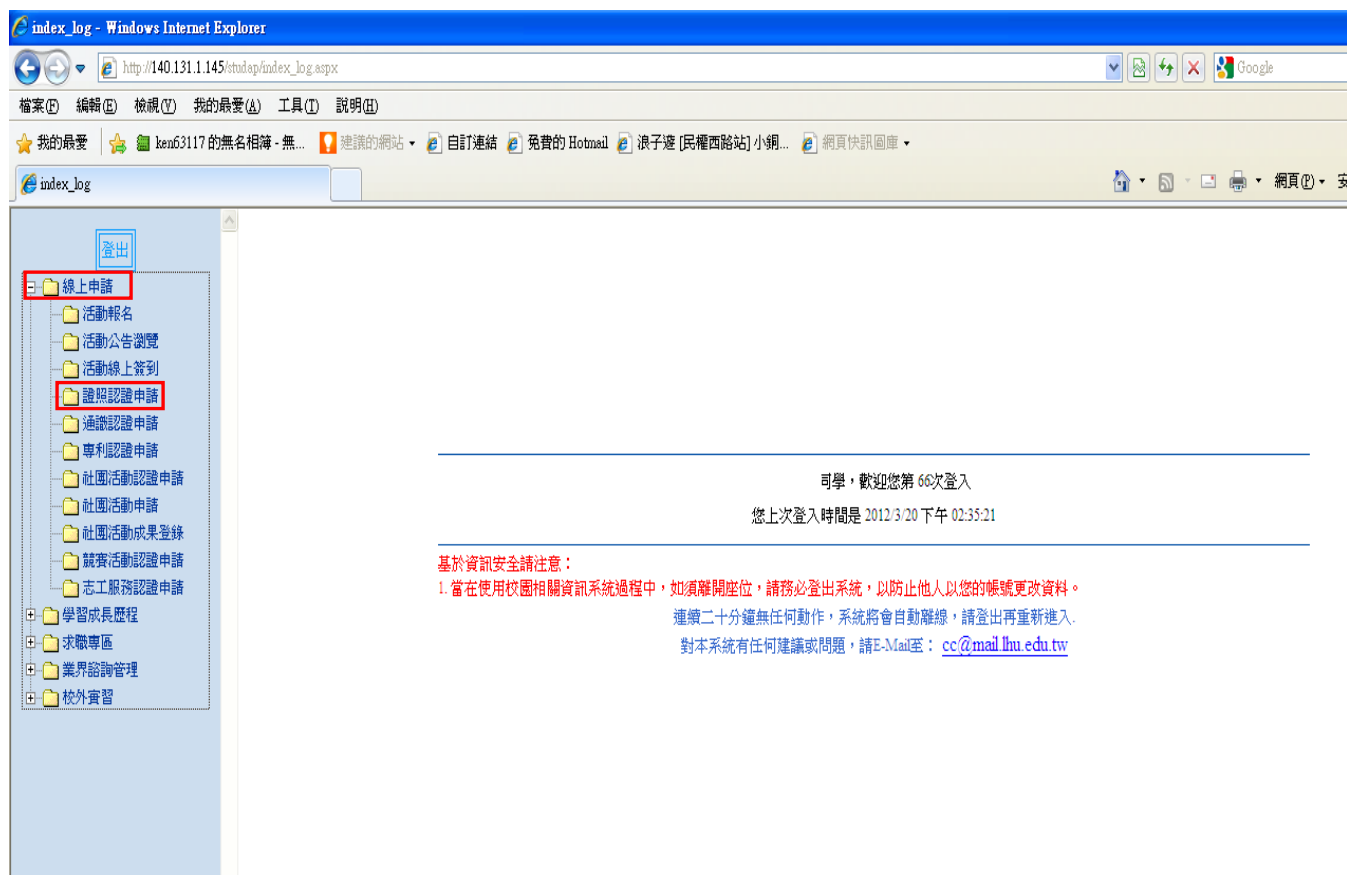 index_log - Windows Internet Explorer
http://140.131.1.145/studap/index_log.aspx
Google
檔案(F) 編輯(E) 檢視(V) 我的最愛(A) 工具(T) 說明(H)
我的最愛 ken63117 的無名相簿 - 無... 建議的網站 自訂連結 免費的 Hotmail 浪子遊 [民權西路站] 小銅... 網頁快訊圖庫
index_log 網頁(P) 安
登出
線上申請
活動報名
活動公告瀏覽
活動線上簽到
證照認證申請
通識認證申請
專利認證申請
社團活動認證申請
社團活動申請
社團活動成果登錄
競賽活動認證申請
志工服務認證申請
學習成長歷程
求職專區
業界諮詢管理
校外實習
司學，歡迎您第 66次登入
您上次登入時間是 2012/3/20 下午 02:35:21
基於資訊安全請注意：
1. 當在使用校園相關資訊系統過程中，如須離開座位，請務必登出系統，以防止他人以您的帳號更改資料。
連續二十分鐘無任何動作，系統將會自動離線，請登出再重新進入.
對本系統有任何建議或問題，請E-Mail至： cc@mail.lhu.edu.tw